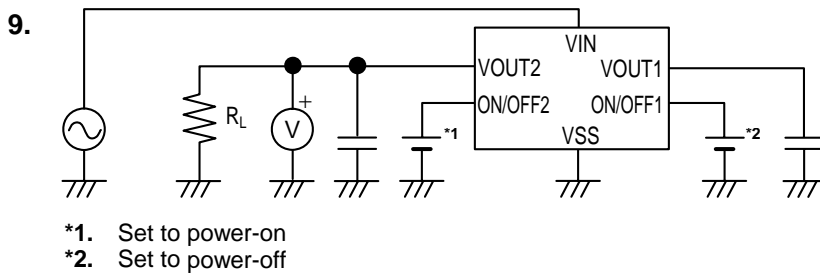 9.
VIN
VOUT2 VOUT1
ON/OFF2 ON/OFF1
VSS
RL
+
V
*1
*2
*1. Set to power-on
*2. Set to power-off